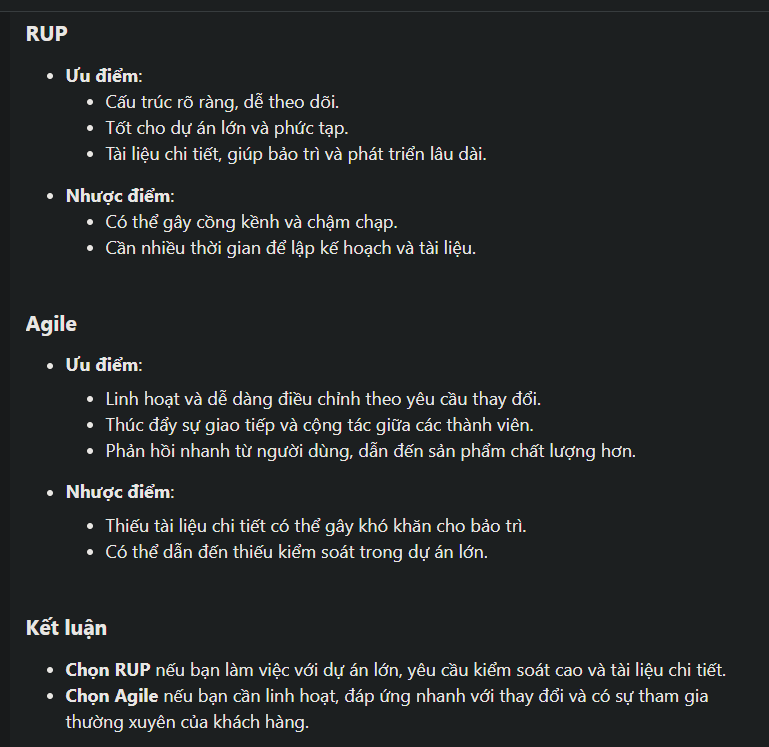 RUP
Ưu điểm:
Cấu trúc rõ ràng, dễ theo dõi.
Tốt cho dự án lớn và phức tạp.
Tài liệu chi tiết, giúp bảo trì và phát triển lâu dài.
Nhược điểm:
Có thể gây cồng kềnh và chậm chạp.
Cần nhiều thời gian để lập kế hoạch và tài liệu.
Agile
Ưu điểm:
Linh hoạt và dễ dàng điều chỉnh theo yêu cầu thay đổi.
Thúc đẩy sự giao tiếp và cộng tác giữa các thành viên.
Phản hồi nhanh từ người dùng, dẫn đến sản phẩm chất lượng hơn.
Nhược điểm:
Thiếu tài liệu chi tiết có thể gây khó khăn cho bảo trì.
Có thể dẫn đến thiếu kiểm soát trong dự án lớn.
Kết luận
Chọn RUP nếu bạn làm việc với dự án lớn, yêu cầu kiểm soát cao và tài liệu chi tiết.
Chọn Agile nếu bạn cần linh hoạt, đáp ứng nhanh với thay đổi và có sự tham gia
thường xuyên của khách hàng.